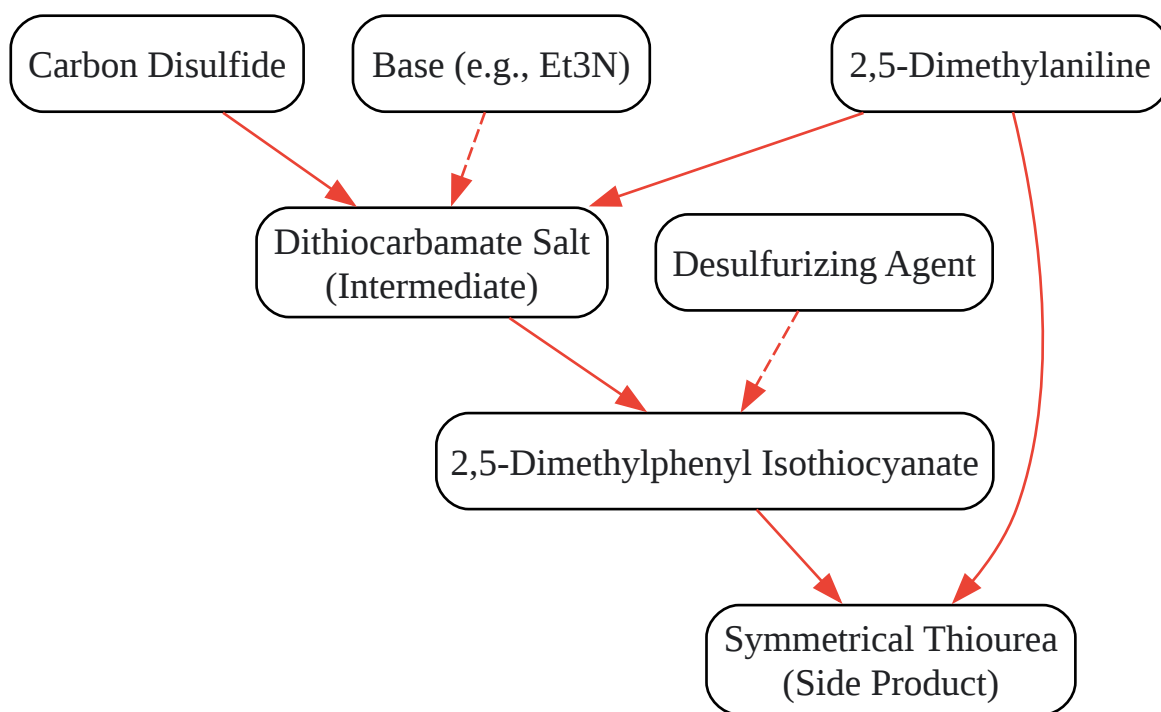 Carbon Disulfide
Base (e.g., Et3N)
2,5-Dimethylaniline
Dithiocarbamate Salt
(Intermediate)
Desulfurizing Agent
2,5-Dimethylphenyl Isothiocyanate
Symmetrical Thiourea
(Side Product)